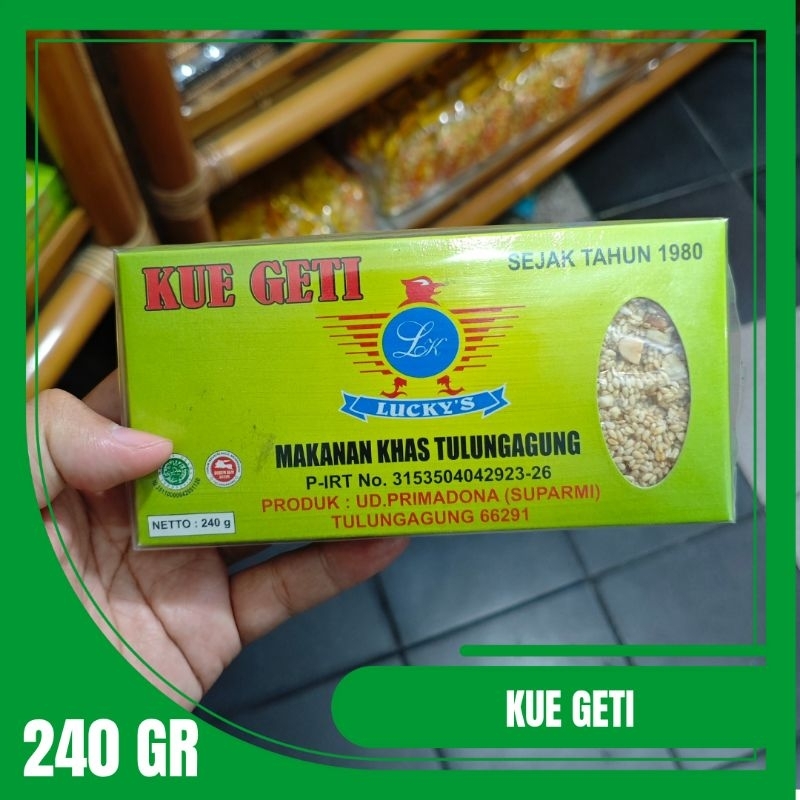 KUE GETI
SEJAK TAHUN 1980
LK
LUCKY'S
MAKANAN KHAS TULUNGAGUNG
P-IRT No. 3153504042923-26
PRODUK : UD.PRIMADONA (SUPARMI)
TULUNGAGUNG 66291
NETTO : 240 g
KUE GETI
240 GR